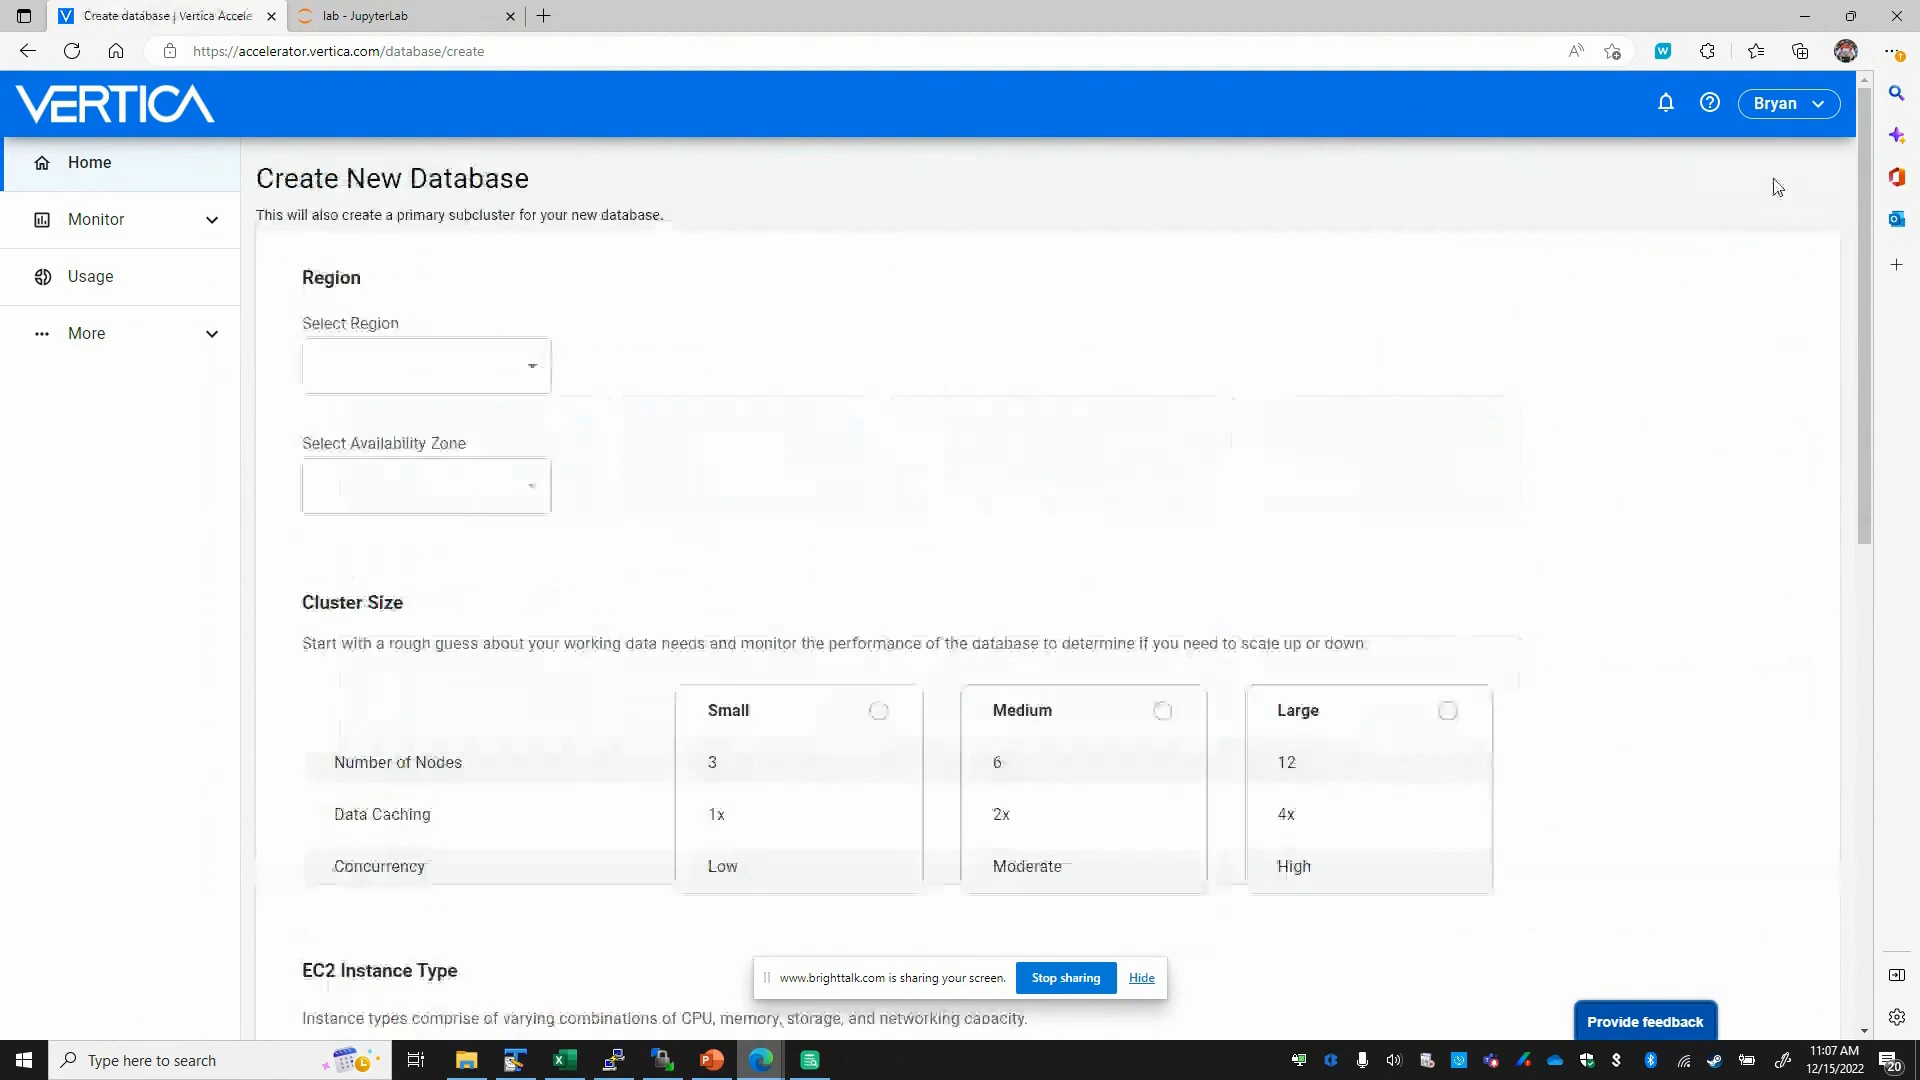 Create database | Vertica Accele
lab - JupyterLab
https://accelerator.vertica.com/database/create
VERTICA
Bryan
Home
Monitor
Usage
More
Create New Database
This will also create a primary subcluster for your new database.
Region
Select Region
Select Availability Zone
Cluster Size
Start with a rough guess about your working data needs and monitor the performance of the database to determine if you need to scale up or down.
Small
Medium
Large
Number of Nodes
3
6
12
Data Caching
1x
2x
4x
Concurrency
Low
Moderate
High
EC2 Instance Type
Instance types comprise of varying combinations of CPU, memory, storage, and networking capacity.
www.brighttalk.com is sharing your screen.
Stop sharing
Hide
Provide feedback
Type here to search
11:07 AM
12/15/2022
20